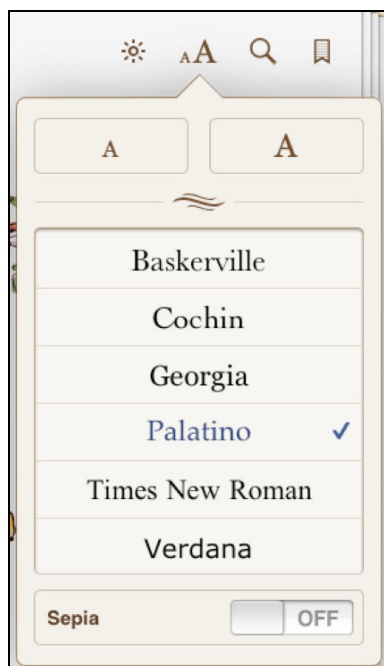 AA
A A
Baskerville
Cochin
Georgia
Palatino
Times New Roman
Verdana
Sepia OFF